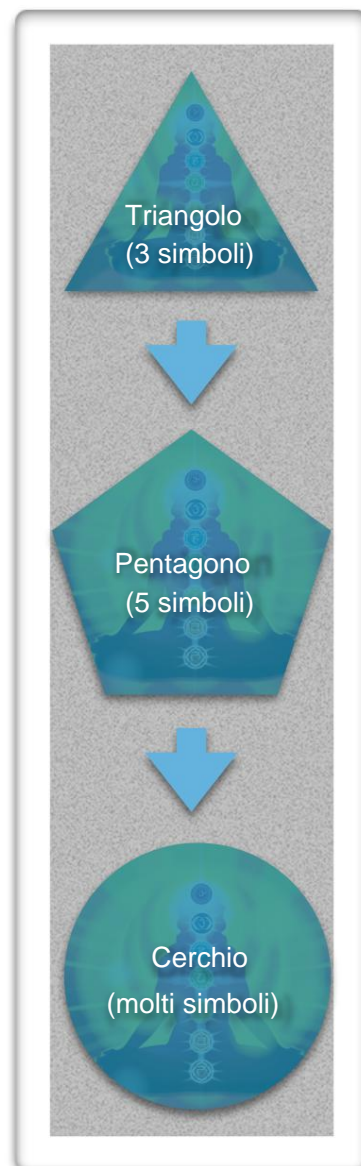 Triangolo
(3 simboli)
Pentagono
(5 simboli)
Cerchio
(molti simboli)